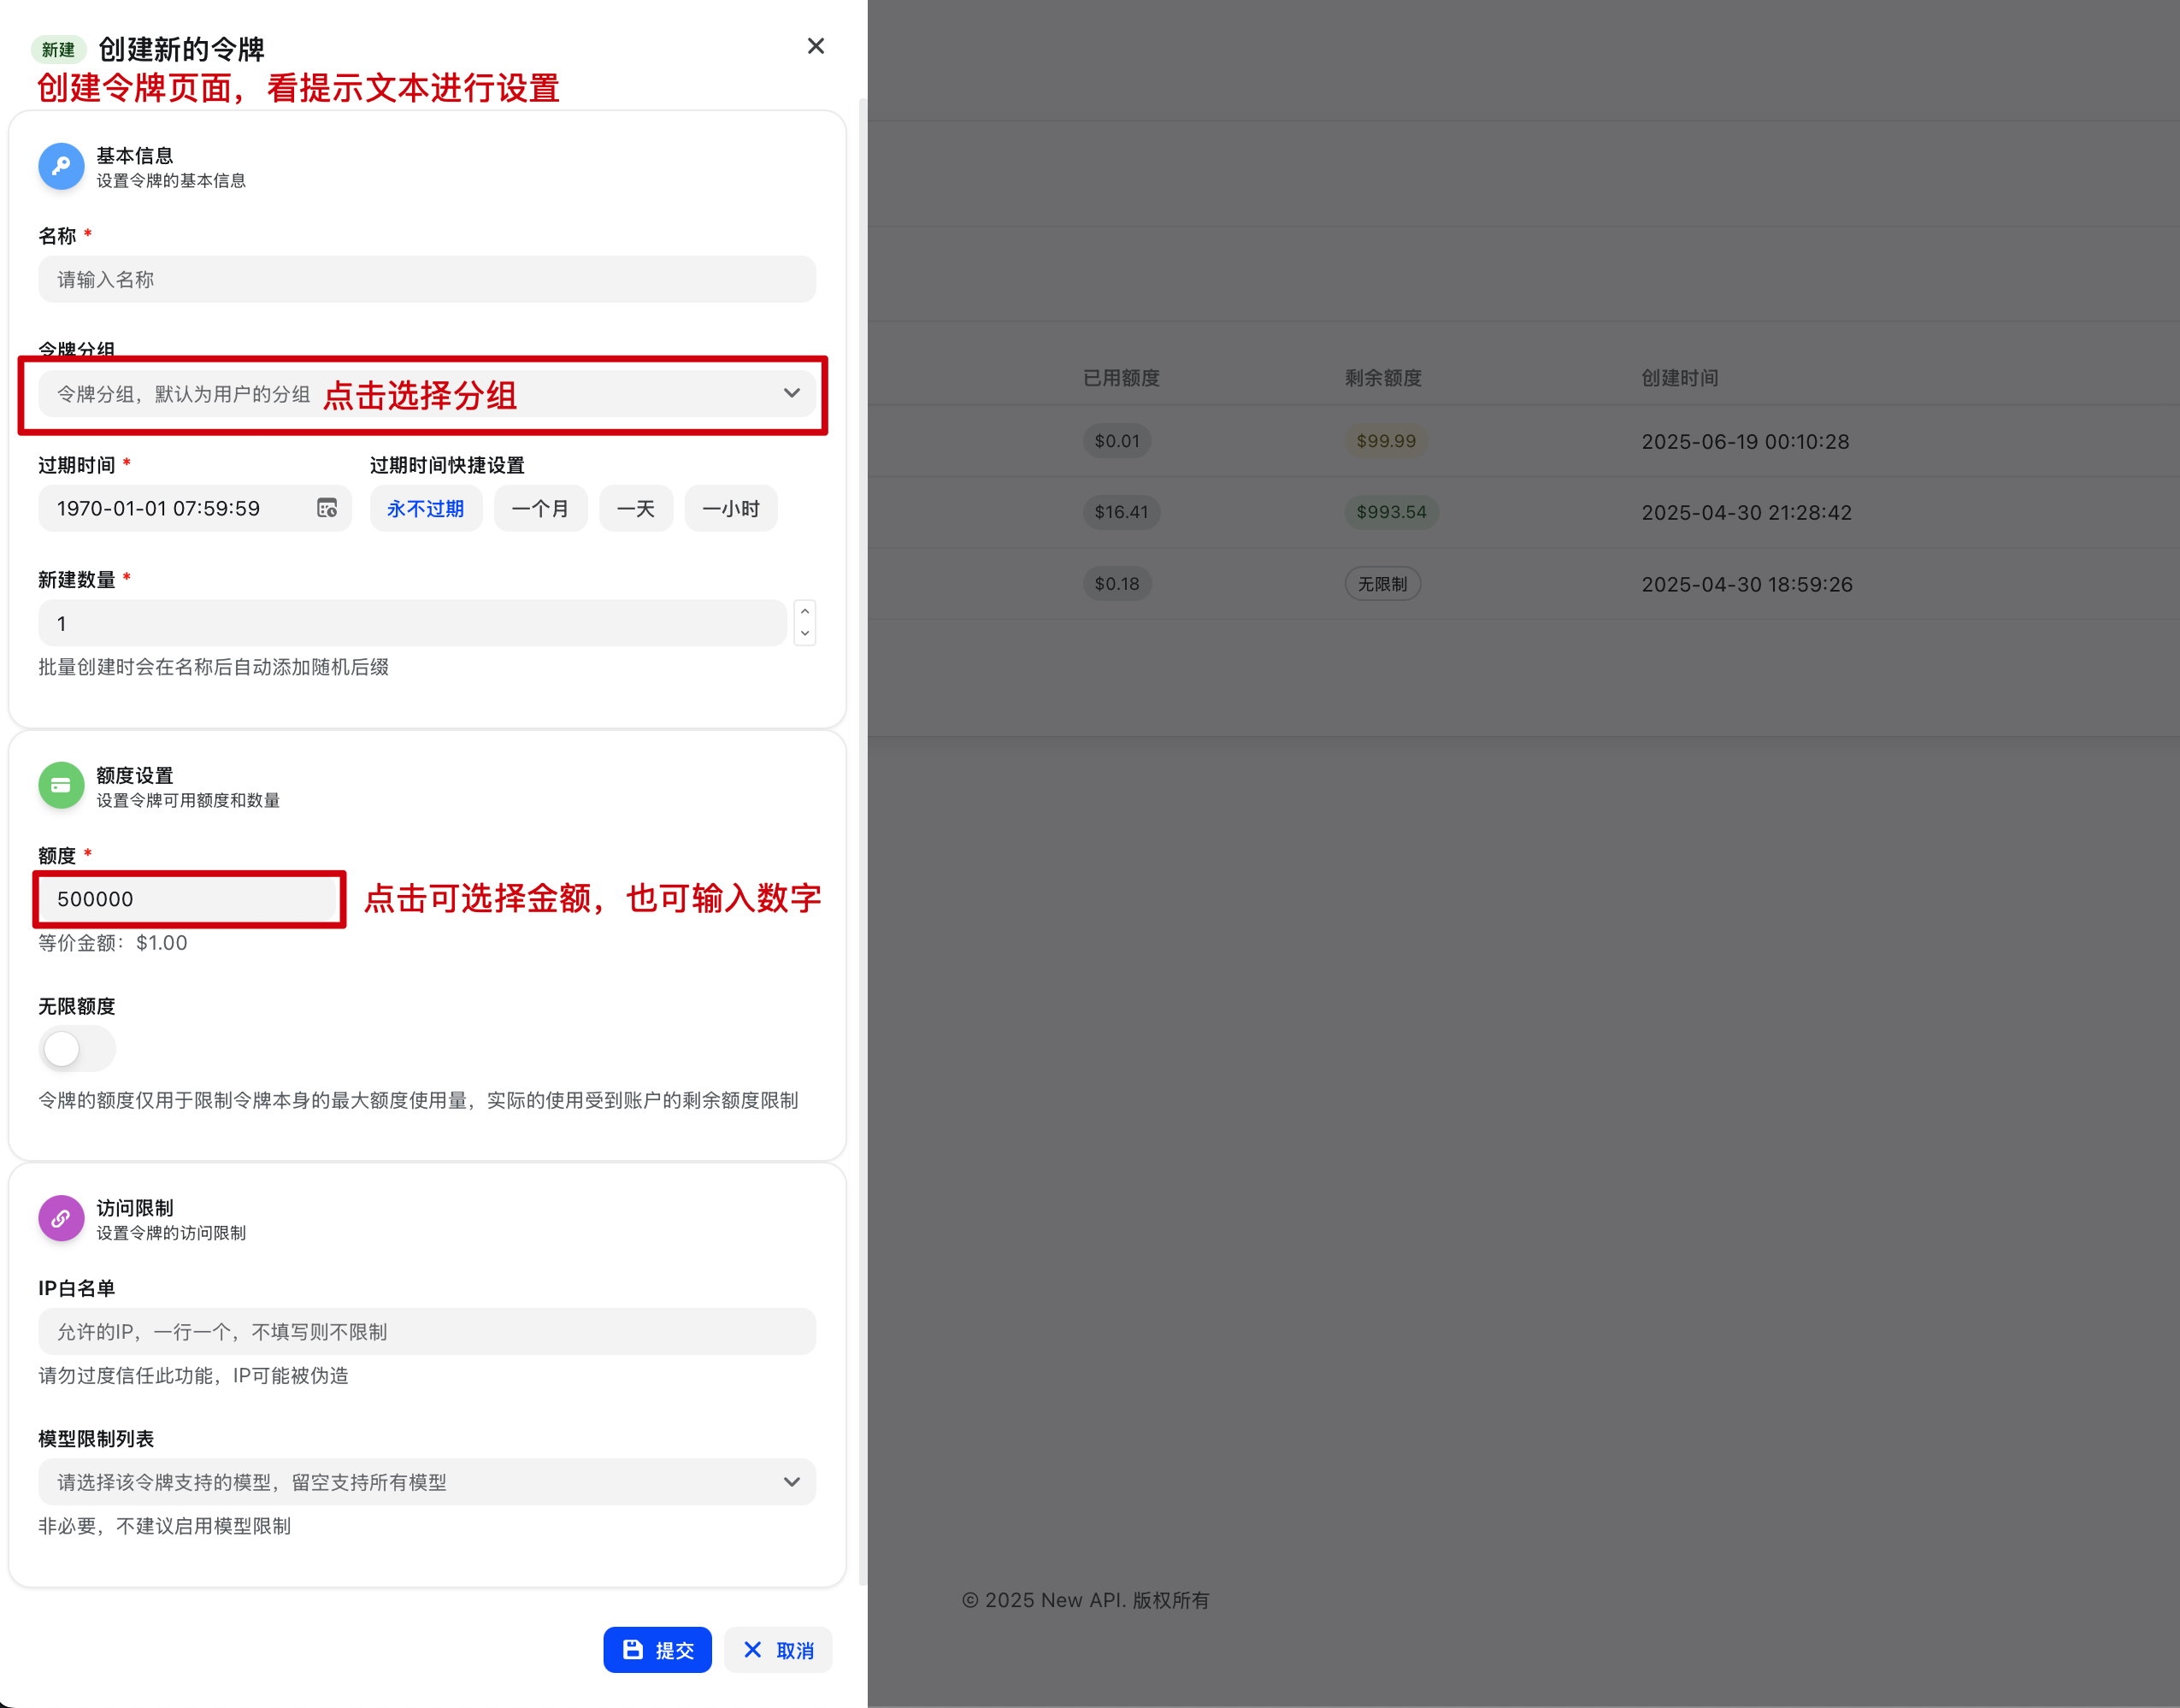 新建 创建新的令牌
创建令牌页面，看提示文本进行设置
基本信息
设置令牌的基本信息
名称 *
请输入名称
令牌分组
令牌分组，默认为用户的分组 点击选择分组
过期时间 * 过期时间快捷设置
1970-01-01 07:59:59 永不过期 一个月 一天 一小时
新建数量 *
1
批量创建时会在名称后自动添加随机后缀
额度设置
设置令牌可用额度和数量
额度 *
500000 点击可选择金额，也可输入数字
等价金额：$1.00
无限额度
令牌的额度仅用于限制令牌本身的最大额度使用量，实际的使用受到账户的剩余额度限制
访问限制
设置令牌的访问限制
IP白名单
允许的IP，一行一个，不填写则不限制
请勿过度信任此功能，IP可能被伪造
模型限制列表
请选择该令牌支持的模型，留空支持所有模型
非必要，不建议启用模型限制
提交 取消
已用额度 剩余额度 创建时间
$0.01 $99.99 2025-06-19 00:10:28
$16.41 $993.54 2025-04-30 21:28:42
$0.18 无限制 2025-04-30 18:59:26
© 2025 New API. 版权所有